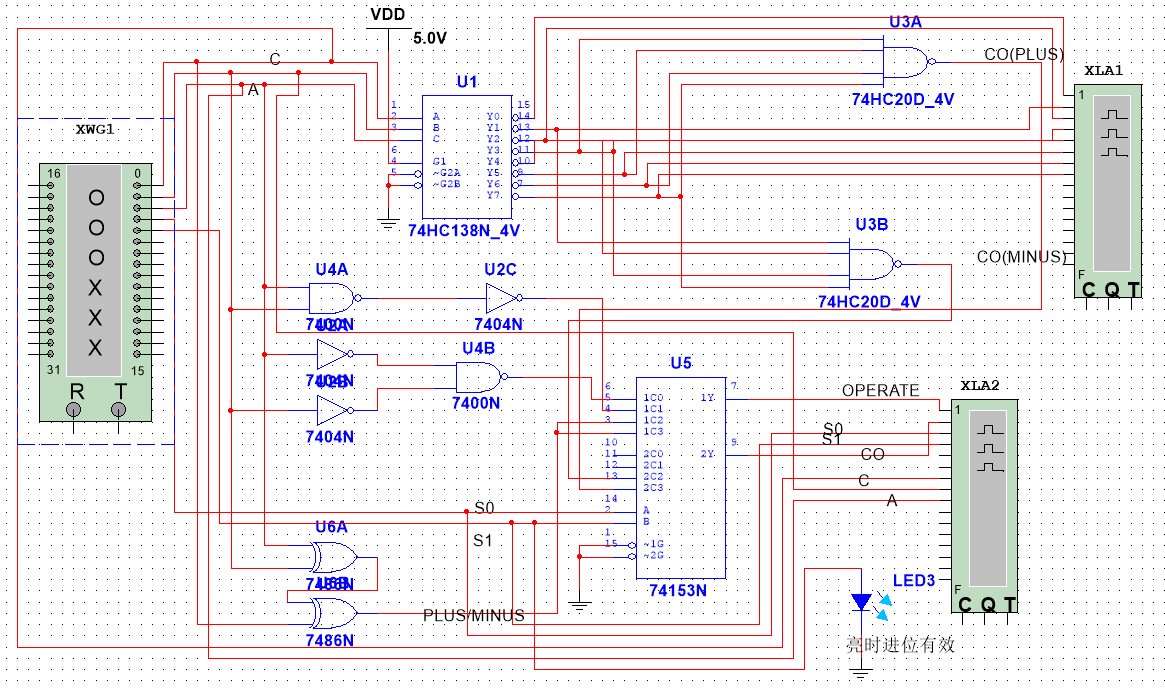 VDD
5.0V
U3A
C
CO(PLUS)
XLA1
U1
A
74HC20D_4V
1
15
2
A
Y0
14
3
B
Y1
13
XWG1
C
Y2
12
6
Y3
11
4
G1
Y4
10
5
~G2A
Y5
9
~G2B
Y6
7
Y7
16
0
O
O
O
X
X
X
31
15
R
T
1
F
C Q T
74HC138N_4V
U3B
CO(MINUS)
74HC20D_4V
U4A
U2C
7404N
U4B
7400N
7404N
U5
XLA2
OPERATE
6
5
1C0
1Y
7
4
1C1
3
1C2
1C3
10
11
2C0
2Y
9
12
2C1
13
2C2
2C3
14
2
A
B
1
15
~1G
~2G
74153N
S0
S1
CO
C
A
1
F
C Q T
S0
S1
U6A
7486N
PLUS/MINUS
LED3
亮时进位有效